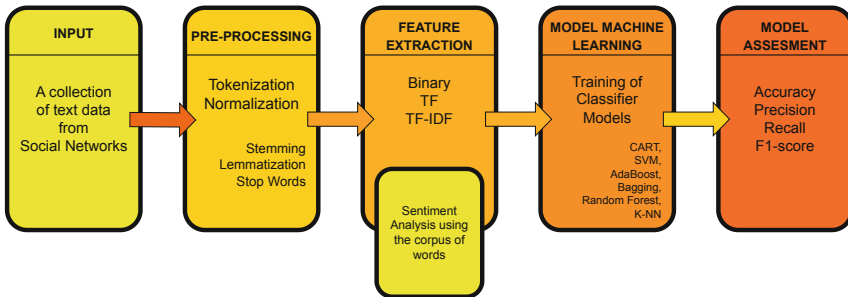 INPUT
A collection
of text data
from
Social Networks
PRE-PROCESSING
Tokenization
Normalization
Stemming
Lemmatization
Stop Words
FEATURE
EXTRACTION
Binary
TF
TF-IDF
Sentiment
Analysis using
the corpus of
words
MODEL MACHINE
LEARNING
Training of
Classifier
Models
CART,
SVM,
AdaBoost,
Bagging,
Random Forest,
K-NN
MODEL
ASSESMENT
Accuracy
Precision
Recall
F1-score